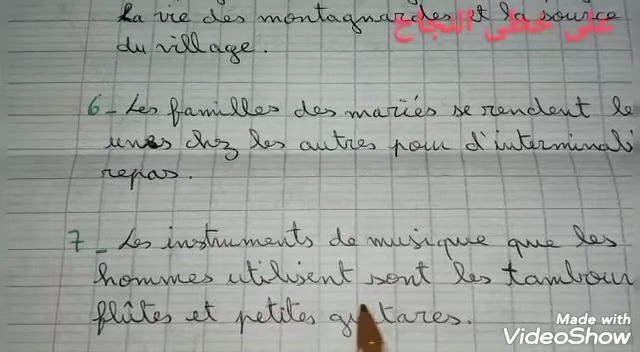 La vie des montagnardes et la source
على خطى النجاح
du village.
6- Les familles des mariés se rendent le
unes chez les autres pour d'interminabl
repas.
7- Les instruments de musique que les
hommes utilisent sont les tambour
flûtes et petites gitares.
Made with
VideoShow